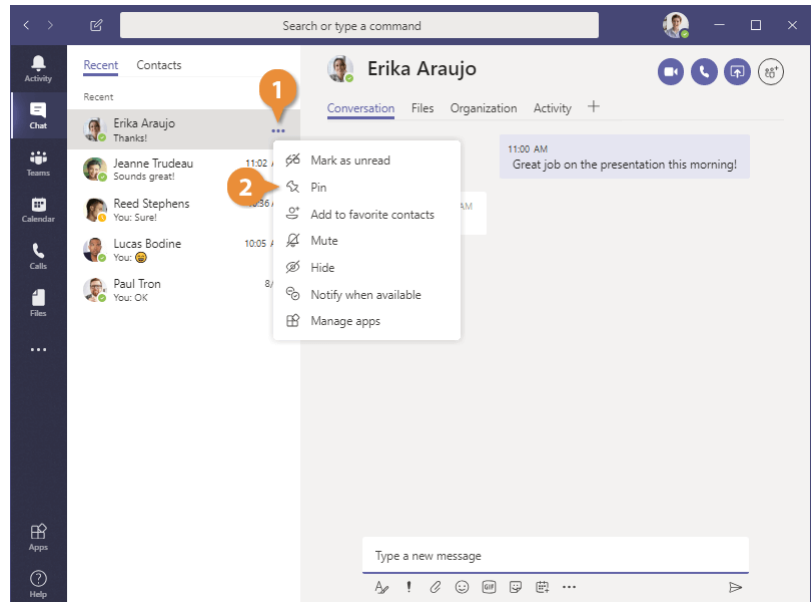 Search or type a command
Activity
Chat
Teams
Calendar
Calls
Files
Apps
Help
Recent Contacts
Recent
Erika Araujo
Thanks!
Jeanne Trudeau 11:02
Sounds great!
Reed Stephens
You: Sure!
Lucas Bodine 10:05
You:
Paul Tron 8/
You: OK
1
2
Mark as unread
Pin
Add to favorite contacts
Mute
Hide
Notify when available
Manage apps
Erika Araujo
Conversation Files Organization Activity
11:00 AM
Great job on the presentation this morning!
AM
Type a new message
GIF